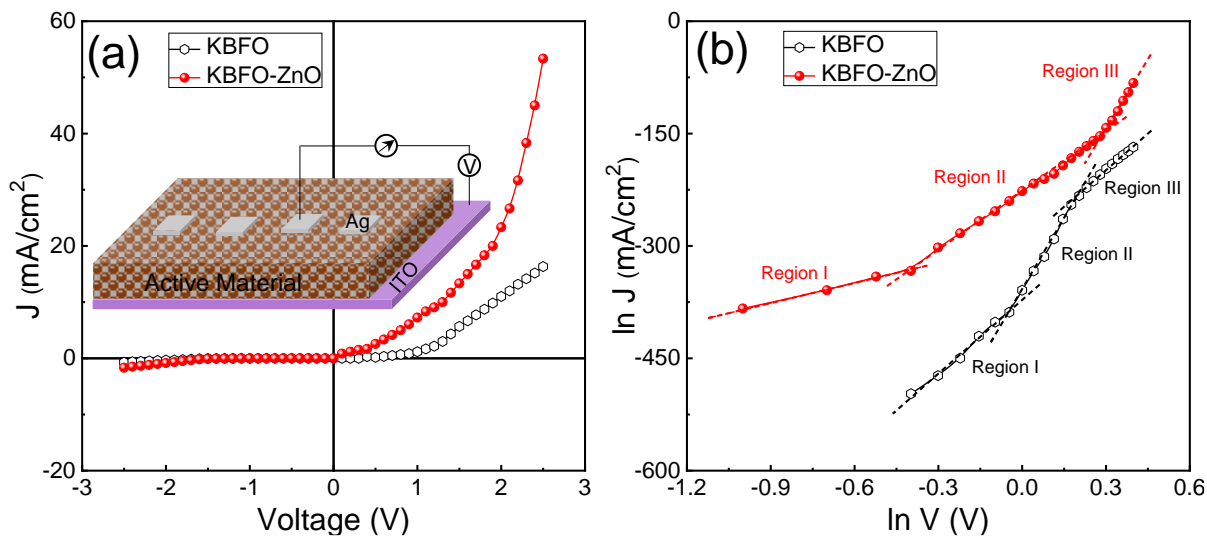 (a)
KBFO
KBFO-ZnO
60
40
20
0
-20
J (mA/cm²)
V
Ag
Active Material
ITO
-3
-2
-1
0
1
2
3
Voltage (V)
(b)
KBFO
KBFO-ZnO
0
-150
-300
-450
-600
ln J (mA/cm²)
Region III
Region II
Region I
Region III
Region II
Region I
-1.2
-0.9
-0.6
-0.3
0.0
0.3
0.6
ln V (V)